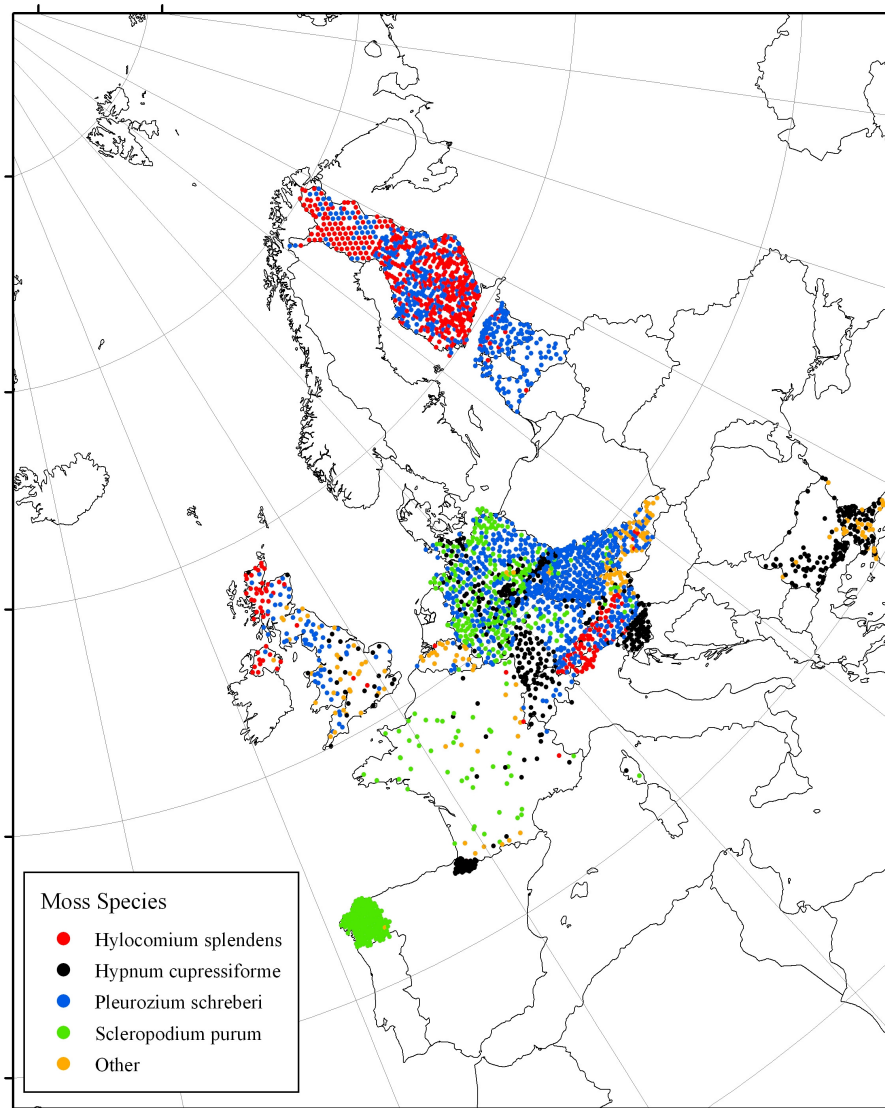 Moss Species
Hylocomium splendens
Hypnum cupressiforme
Pleurozium schreberi
Scleropodium purum
Other